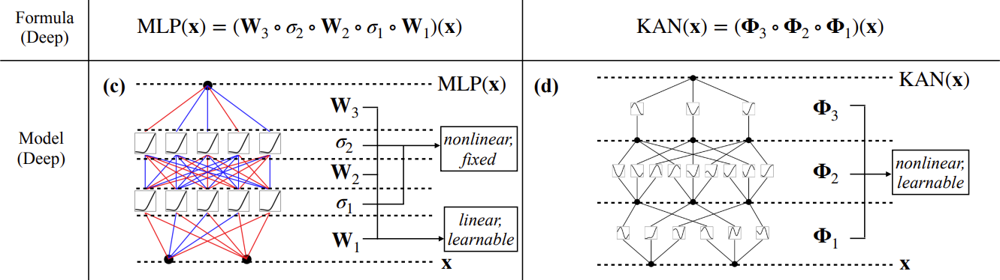 Formula
(Deep)
MLP(x) = (W₃ ∘ σ₂ ∘ W₂ ∘ σ₁ ∘ W₁)(x)
KAN(x) = (Φ₃ ∘ Φ₂ ∘ Φ₁)(x)
Model
(Deep)
(c)
MLP(x)
W₃
σ₂
nonlinear,
fixed
W₂
σ₁
linear,
learnable
W₁
x
(d)
KAN(x)
Φ₃
Φ₂
nonlinear,
learnable
Φ₁
x